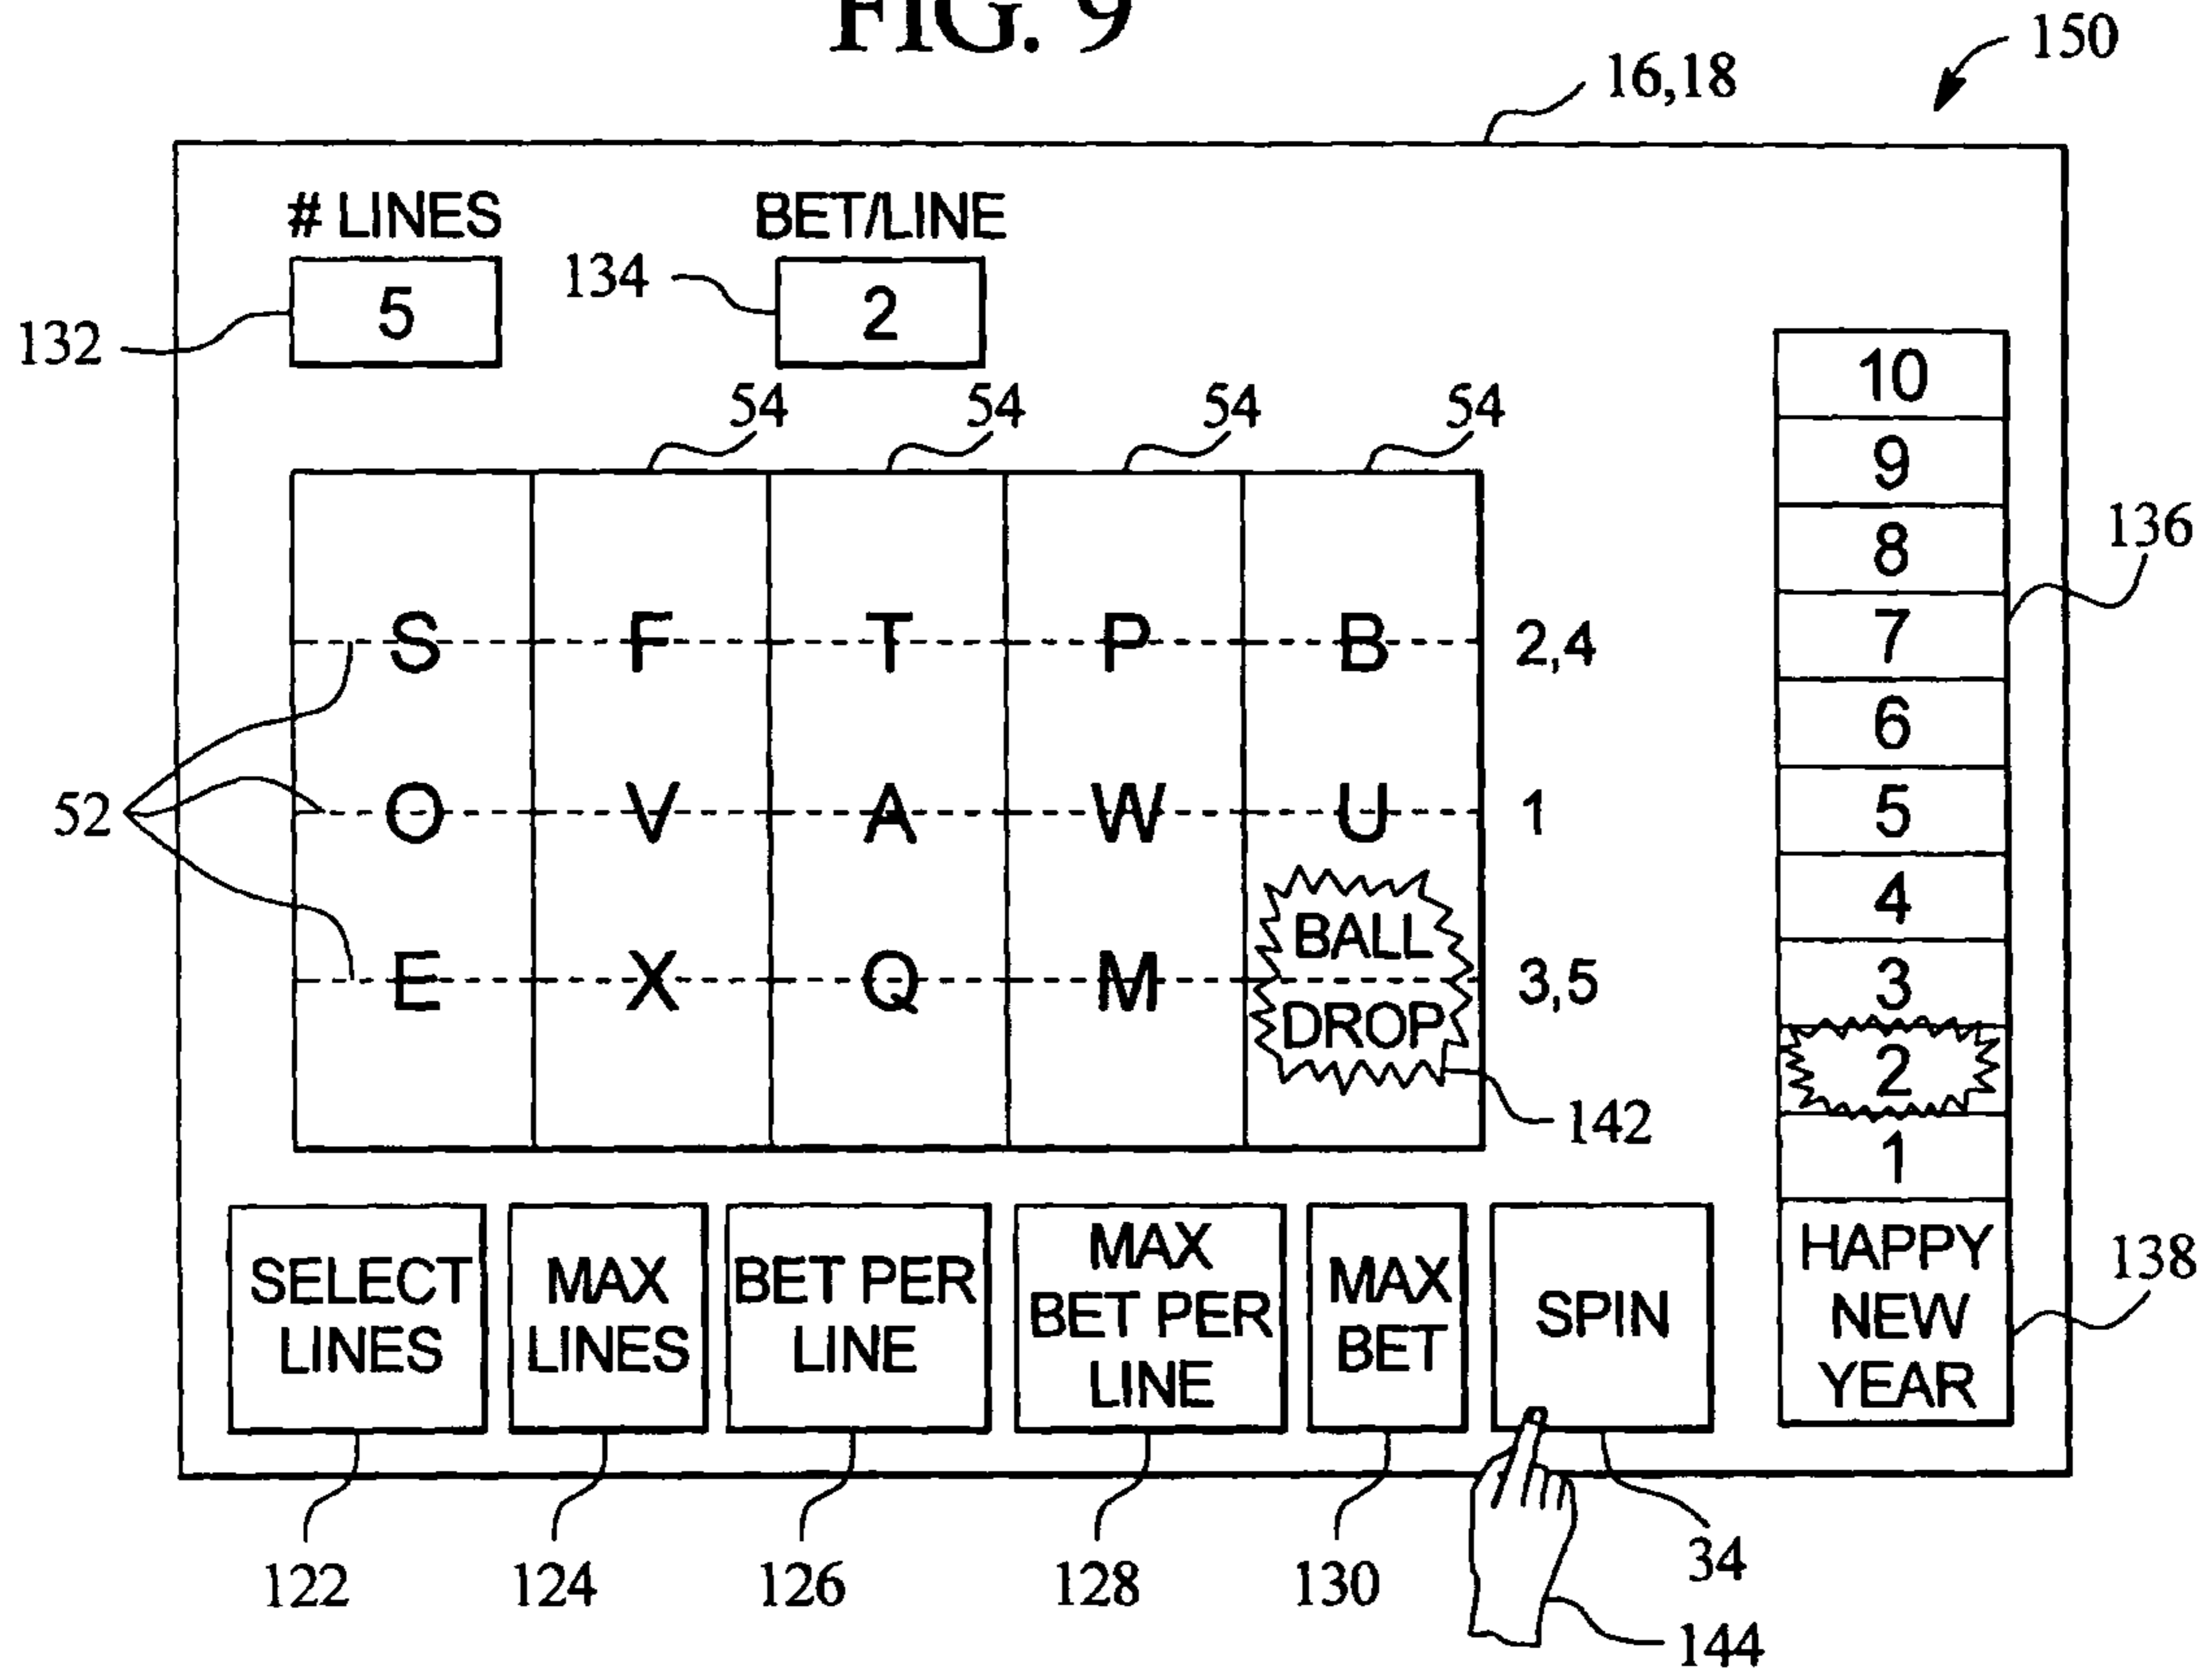 FIG. 9
150
16,18
# LINES
BET/LINE
132
5
134
2
54
54
54
54
10
9
8
7
6
5
4
3
2
1
136
S F T P B 2,4
52
O V A W U 1
E X Q M BALL DROP 3,5
142
SELECT
LINES
MAX
LINES
BET PER
LINE
MAX
BET PER
LINE
MAX
BET
SPIN
HAPPY
NEW
YEAR
138
122
124
126
128
130
34
144